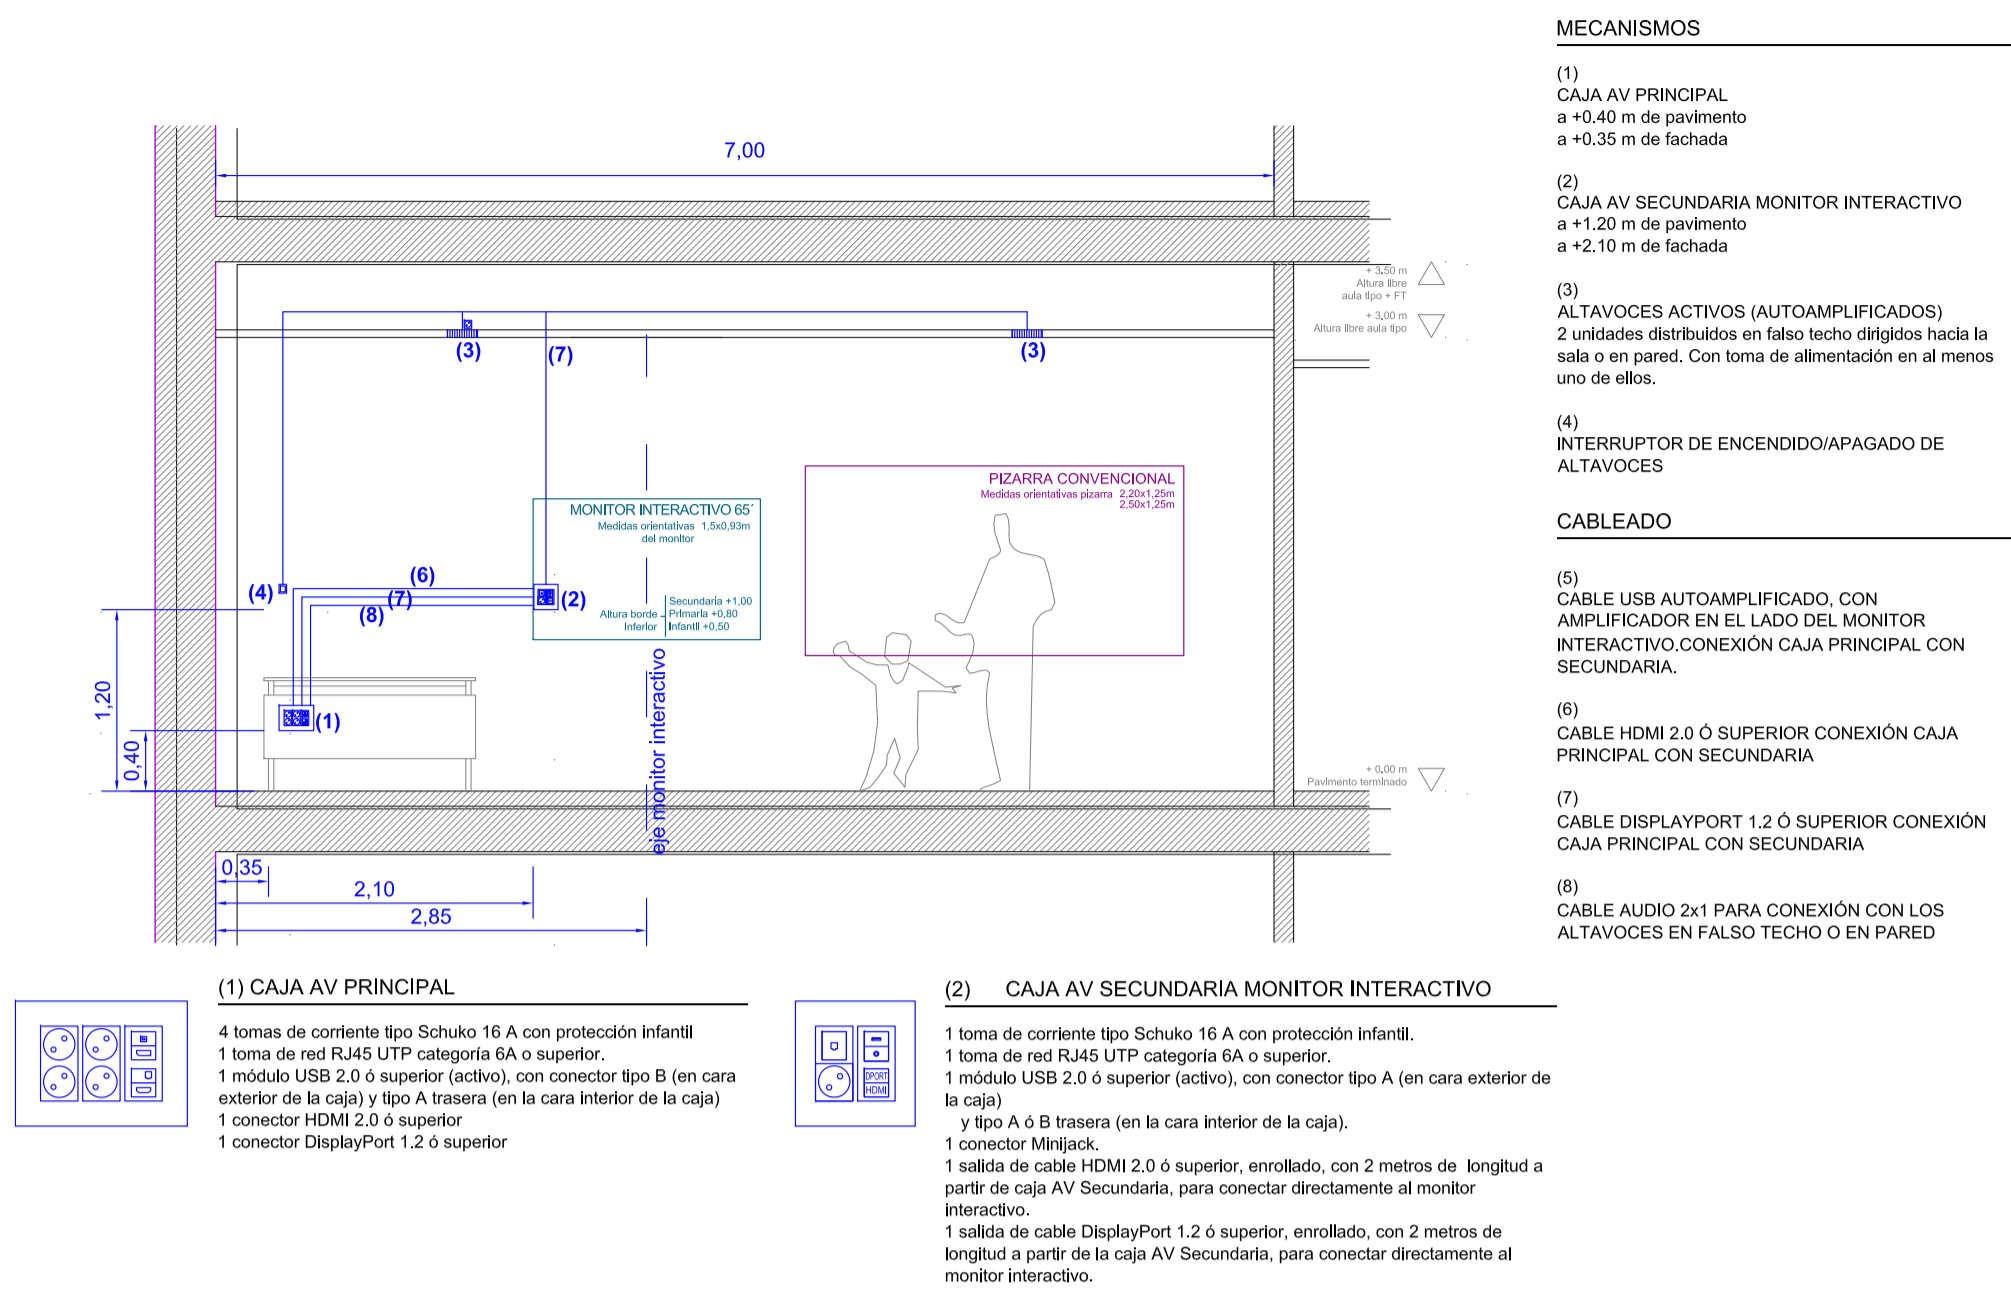 7,00
+ 3.50 m
Altura libre
aula tipo + FT
+ 3,00 m
Altura libre aula tipo
(3)
(7)
(3)
PIZARRA CONVENCIONAL
Medidas orientativas pizarra 2,20x1,25m
2,50x1,25m
MONITOR INTERACTIVO 65´
Medidas orientativas 1,5x0,93m
del monitor
(6)
(4)
(7)
(2)
(8)
Secundaria +1,00
Altura borde Primaria +0,80
Inferior Infantil +0,50
eje monitor interactivo
1,20
(1)
0,40
+ 0.00 m
Pavimento terminado
0,35
2,10
2,85
MECANISMOS
(1)
CAJA AV PRINCIPAL
a +0.40 m de pavimento
a +0.35 m de fachada
(2)
CAJA AV SECUNDARIA MONITOR INTERACTIVO
a +1.20 m de pavimento
a +2.10 m de fachada
(3)
ALTAVOCES ACTIVOS (AUTOAMPLIFICADOS)
2 unidades distribuidos en falso techo dirigidos hacia la
sala o en pared. Con toma de alimentación en al menos
uno de ellos.
(4)
INTERRUPTOR DE ENCENDIDO/APAGADO DE
ALTAVOCES
CABLEADO
(5)
CABLE USB AUTOAMPLIFICADO, CON
AMPLIFICADOR EN EL LADO DEL MONITOR
INTERACTIVO.CONEXIÓN CAJA PRINCIPAL CON
SECUNDARIA.
(6)
CABLE HDMI 2.0 Ó SUPERIOR CONEXIÓN CAJA
PRINCIPAL CON SECUNDARIA
(7)
CABLE DISPLAYPORT 1.2 Ó SUPERIOR CONEXIÓN
CAJA PRINCIPAL CON SECUNDARIA
(8)
CABLE AUDIO 2x1 PARA CONEXIÓN CON LOS
ALTAVOCES EN FALSO TECHO O EN PARED
(1) CAJA AV PRINCIPAL
4 tomas de corriente tipo Schuko 16 A con protección infantil
1 toma de red RJ45 UTP categoría 6A o superior.
1 módulo USB 2.0 ó superior (activo), con conector tipo B (en cara
exterior de la caja) y tipo A trasera (en la cara interior de la caja)
1 conector HDMI 2.0 ó superior
1 conector DisplayPort 1.2 ó superior
DPORT
HDMI
(2) CAJA AV SECUNDARIA MONITOR INTERACTIVO
1 toma de corriente tipo Schuko 16 A con protección infantil.
1 toma de red RJ45 UTP categoría 6A o superior.
1 módulo USB 2.0 ó superior (activo), con conector tipo A (en cara exterior de
la caja)
y tipo A ó B trasera (en la cara interior de la caja).
1 conector Minijack.
1 salida de cable HDMI 2.0 ó superior, enrollado, con 2 metros de longitud a
partir de caja AV Secundaria, para conectar directamente al monitor
interactivo.
1 salida de cable DisplayPort 1.2 ó superior, enrollado, con 2 metros de
longitud a partir de la caja AV Secundaria, para conectar directamente al
monitor interactivo.